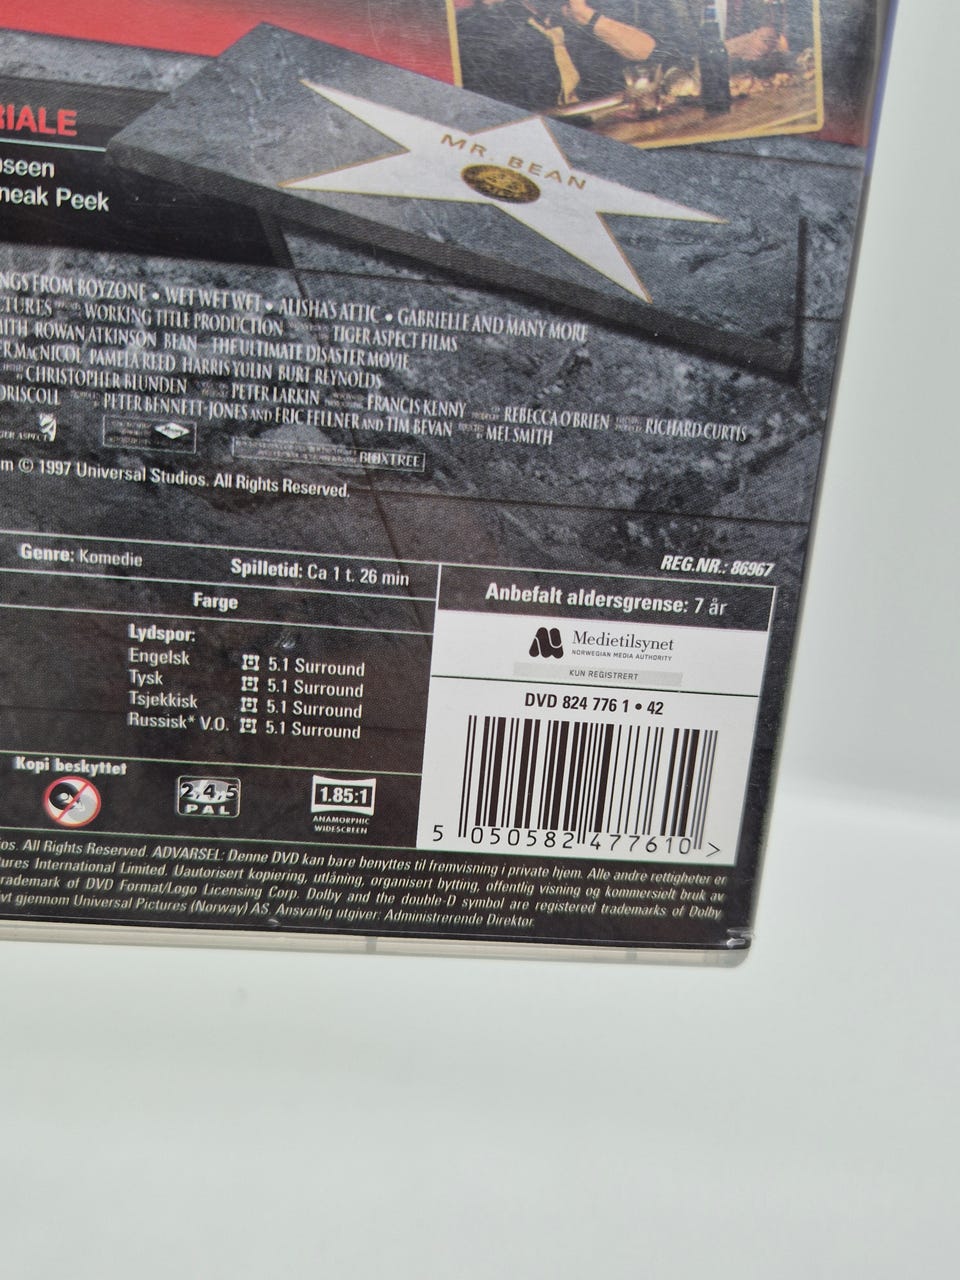 RIALE
MR. BEAN
nseen
neak Peek
NGS FROM BOYZONE • WET WET WET • ALISHA'S ATTIC • GABRIELLE AND MANY MORE
CTURES WORKING TITLE PRODUCTION TIGER ASPECT FILMS
MITH ROWAN ATKINSON BEAN THE ULTIMATE DISASTER MOVIE
R MACNICOL PAMELA REED HARRIS YULIN BURT REYNOLDS
CHRISTOPHER BLUNDEN PETER LARKIN FRANCIS KENNY REBECCA O'BRIEN RICHARD CURTIS
DRISCOLL PETER BENNETT-JONES AND ERIC FELLNER AND TIM BEVAN MEL SMITH
GER ASPECT
BOXTREE
m © 1997 Universal Studios. All Rights Reserved.
REG.NR.: 86967
Genre: Komedie
Spilletid: Ca 1 t. 26 min
Farge
Lydspor:
Engelsk 5.1 Surround
Tysk 5.1 Surround
Tsjekkisk 5.1 Surround
Russisk* V.O. 5.1 Surround
Anbefalt aldersgrense: 7 år
Medietilsynet
NORWEGIAN MEDIA AUTHORITY
KUN REGISTRERT
DVD 824 776 1 • 42
5 050582 477610 >
Kopi beskyttet
2,4,5
PAL
1.85:1
ANAMORPHIC
WIDESCREEN
os. All Rights Reserved. ADVARSEL: Denne DVD kan bare benyttes til fremvisning i private hjem. Alle andre rettigheter er
ures International Limited. Uautorisert kopiering, utlåning, organisert bytting, offentlig visning og kommersielt bruk av
rademark of DVD Format/Logo Licensing Corp. Dolby and the double-D symbol are registered trademarks of Dolby
vt gjennom Universal Pictures (Norway) AS. Ansvarlig utgiver: Administrerende Direktør.